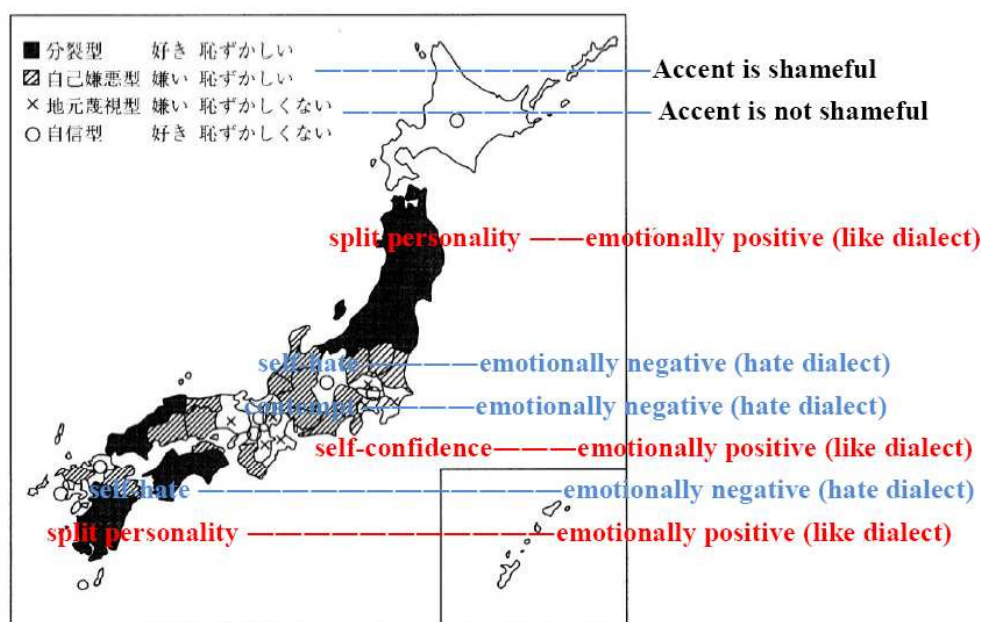 ■分裂型 好き 恥ずかしい
自己嫌悪型 嫌い 恥ずかしい
×地元蔑視型 嫌い 恥ずかしくない
○自信型 好き 恥ずかしくない
Accent is shameful
Accent is not shameful
split personality ——emotionally positive (like dialect)
self-hate ————emotionally negative (hate dialect)
contempt ————emotionally negative (hate dialect)
self-confidence———emotionally positive (like dialect)
self-hate ————————————emotionally negative (hate dialect)
split personality ——————————emotionally positive (like dialect)